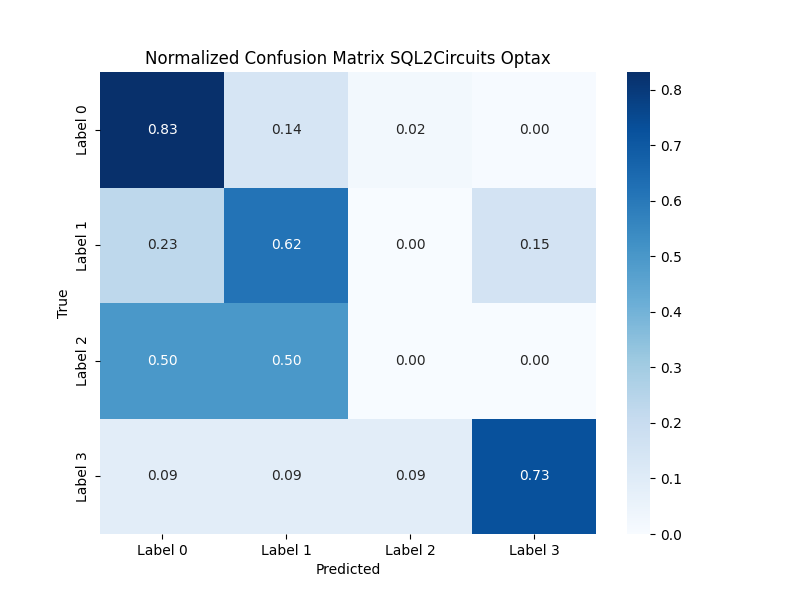 Normalized Confusion Matrix SQL2Circuits Optax
True
Label 0
0.83 0.14 0.02 0.00
Label 1
0.23 0.62 0.00 0.15
Label 2
0.50 0.50 0.00 0.00
Label 3
0.09 0.09 0.09 0.73
Label 0 Label 1 Label 2 Label 3
Predicted
0.8
0.7
0.6
0.5
0.4
0.3
0.2
0.1
0.0